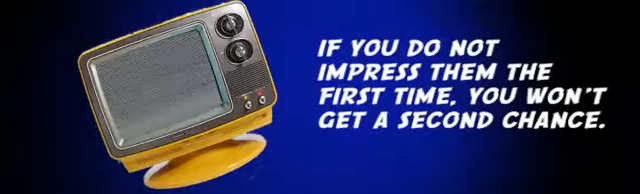 IF YOU DO NOT
IMPRESS THEM THE
FIRST TIME, YOU WON'T
GET A SECOND CHANCE.